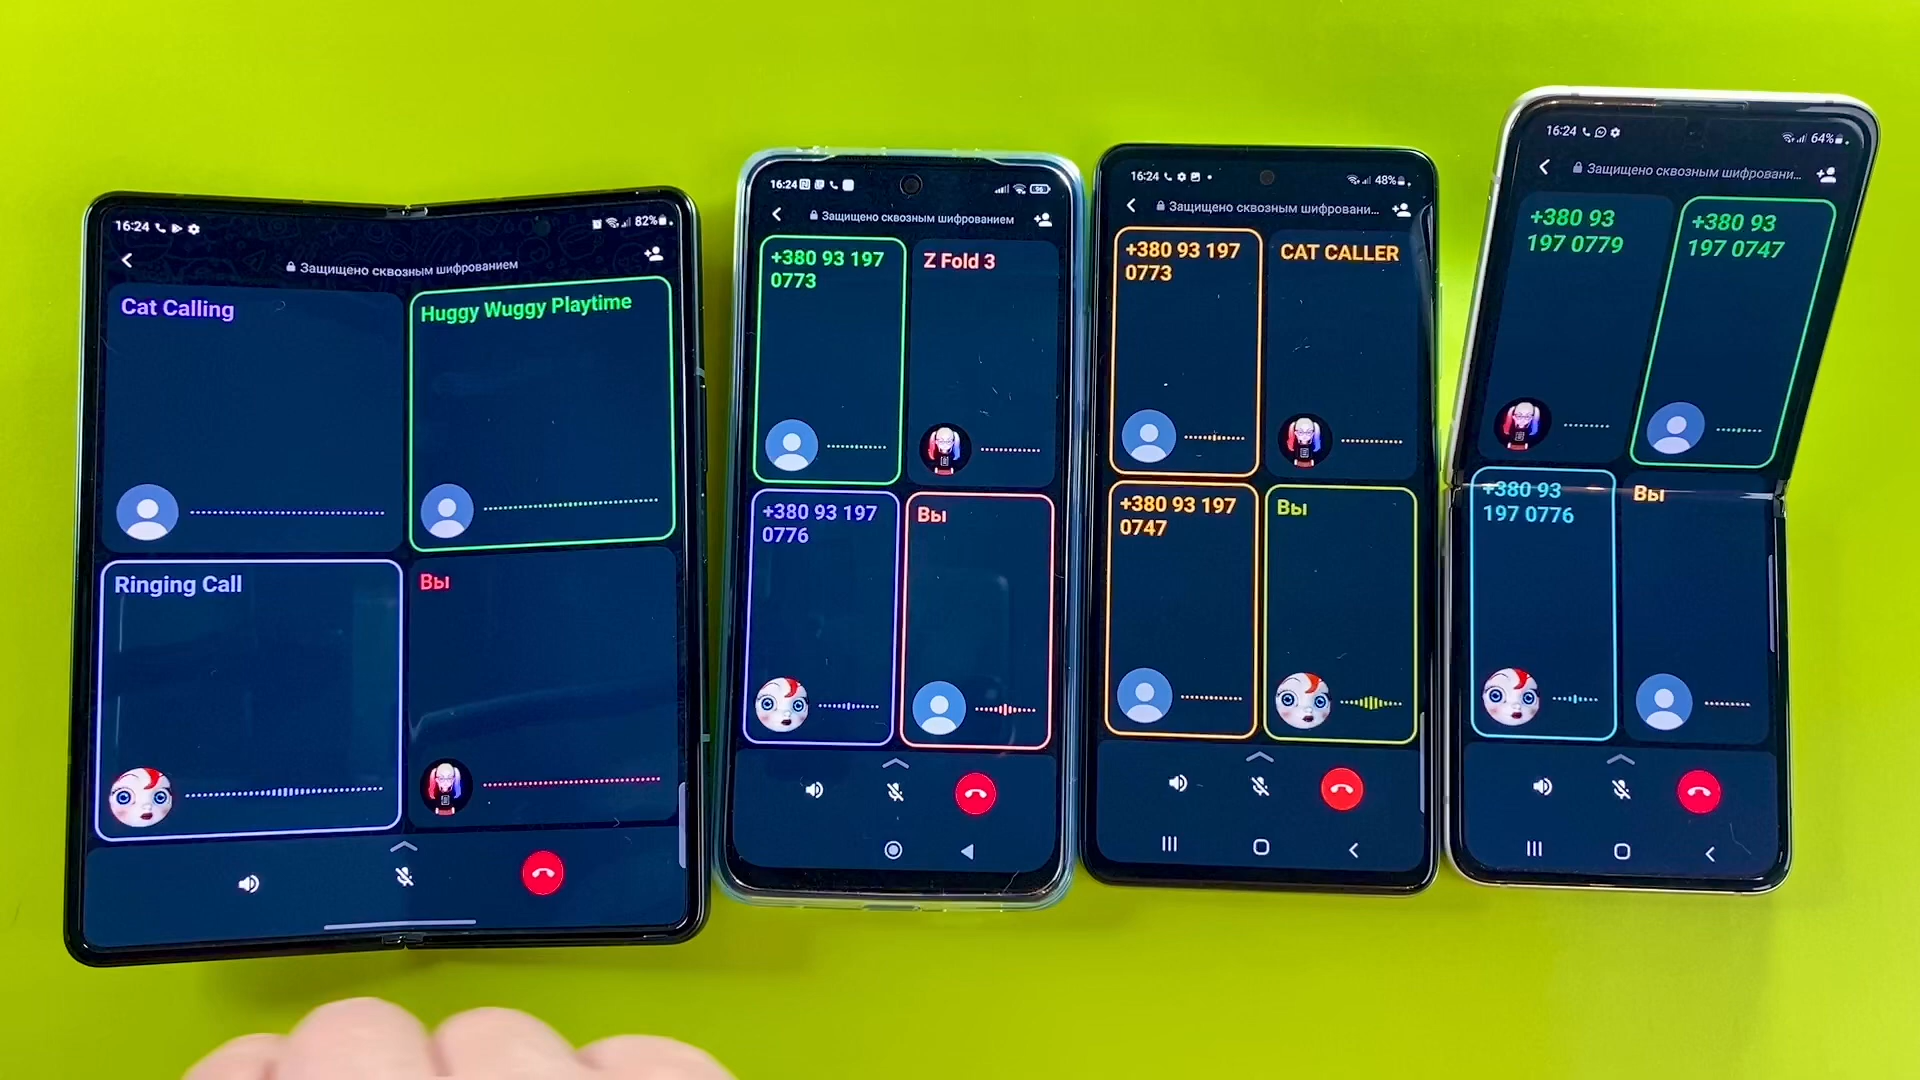 16:24
82%
Защищено сквозным шифрованием
Cat Calling
Huggy Wuggy Playtime
Ringing Call
Вы
16:24
96
Защищено сквозным шифрованием
+380 93 197
0773
Z Fold 3
+380 93 197
0776
Вы
16:24
48%
Защищено сквозным шифровани...
+380 93 197
0773
CAT CALLER
+380 93 197
0747
Вы
16:24
64%
Защищено сквозным шифровани...
+380 93
197 0779
+380 93
197 0747
+380 93
197 0776
Вы